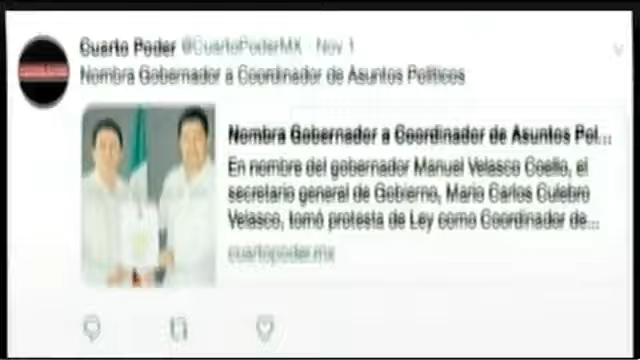 Cuarto Poder @CuartoPoderMX · Nov 1
Nombra Gobernador a Coordinador de Asuntos Políticos
Nombra Gobernador a Coordinador de Asuntos Pol...
En nombre del gobernador Manuel Velasco Coello, el
secretario general de Gobierno, Mario Carlos Culebro
Velasco, tomó protesta de Ley como Coordinador de...
cuartopoder.mx